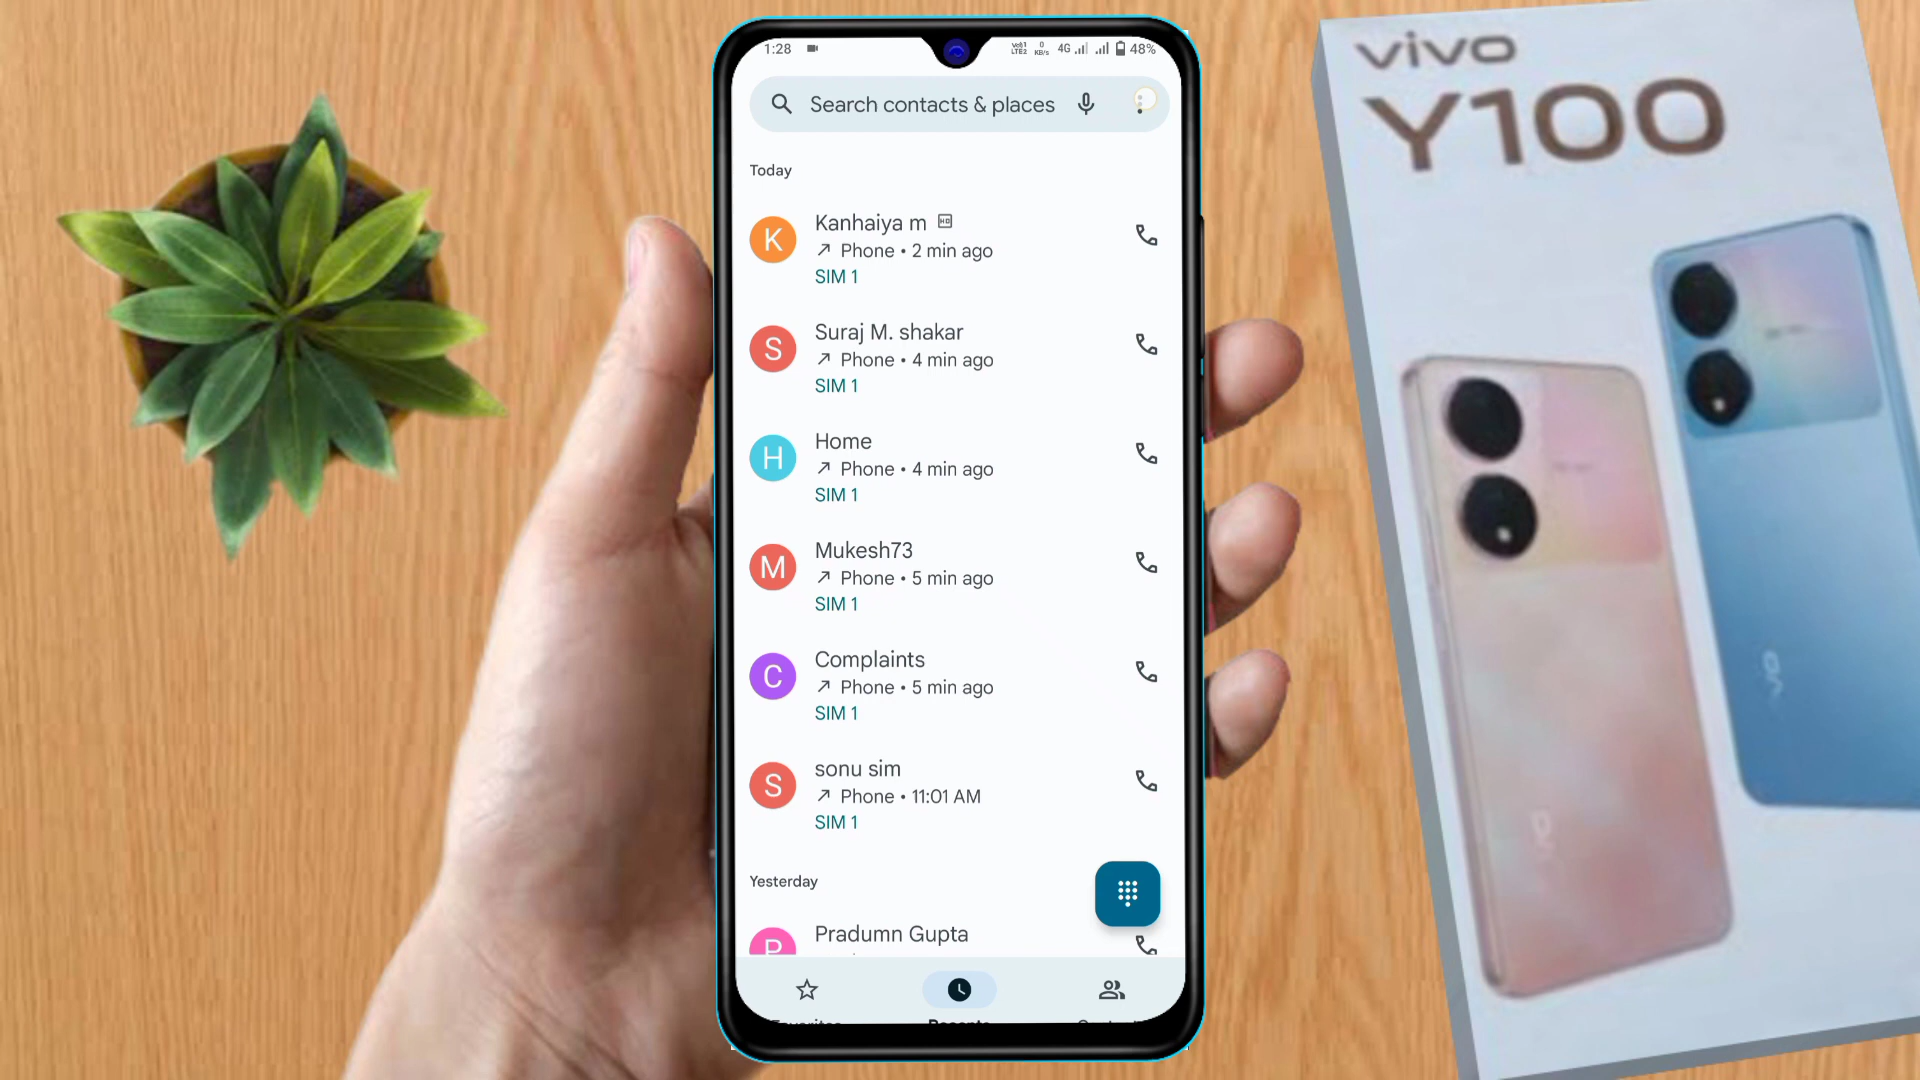 1:28
4G
48%
Search contacts & places
Today
K
Kanhaiya m HD
Phone • 2 min ago
SIM 1
S
Suraj M. shakar
Phone • 4 min ago
SIM 1
H
Home
Phone • 4 min ago
SIM 1
M
Mukesh73
Phone • 5 min ago
SIM 1
C
Complaints
Phone • 5 min ago
SIM 1
S
sonu sim
Phone • 11:01 AM
SIM 1
Yesterday
P
Pradumn Gupta
vivo
Y100